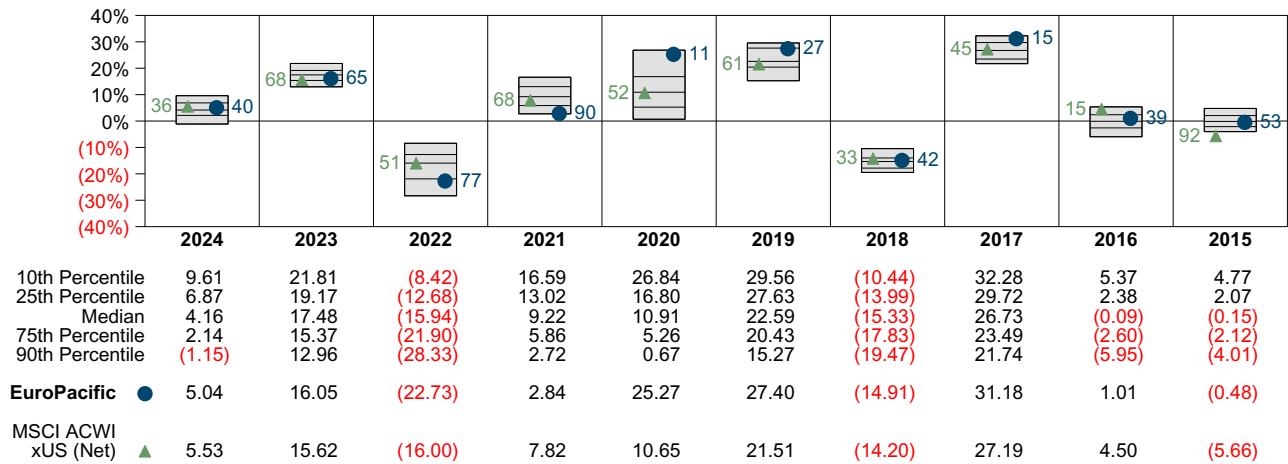 40%
30%
20%
10%
0%
(10%)
(20%)
(30%)
(40%)
36 40
68 65
51 77
68 90
52 11
61 27
33 42
45 15
15 39
92 53
2024 2023 2022 2021 2020 2019 2018 2017 2016 2015
10th Percentile 9.61 21.81 (8.42) 16.59 26.84 29.56 (10.44) 32.28 5.37 4.77
25th Percentile 6.87 19.17 (12.68) 13.02 16.80 27.63 (13.99) 29.72 2.38 2.07
Median 4.16 17.48 (15.94) 9.22 10.91 22.59 (15.33) 26.73 (0.09) (0.15)
75th Percentile 2.14 15.37 (21.90) 5.86 5.26 20.43 (17.83) 23.49 (2.60) (2.12)
90th Percentile (1.15) 12.96 (28.33) 2.72 0.67 15.27 (19.47) 21.74 (5.95) (4.01)
EuroPacific 5.04 16.05 (22.73) 2.84 25.27 27.40 (14.91) 31.18 1.01 (0.48)
MSCI ACWI
xUS (Net) 5.53 15.62 (16.00) 7.82 10.65 21.51 (14.20) 27.19 4.50 (5.66)